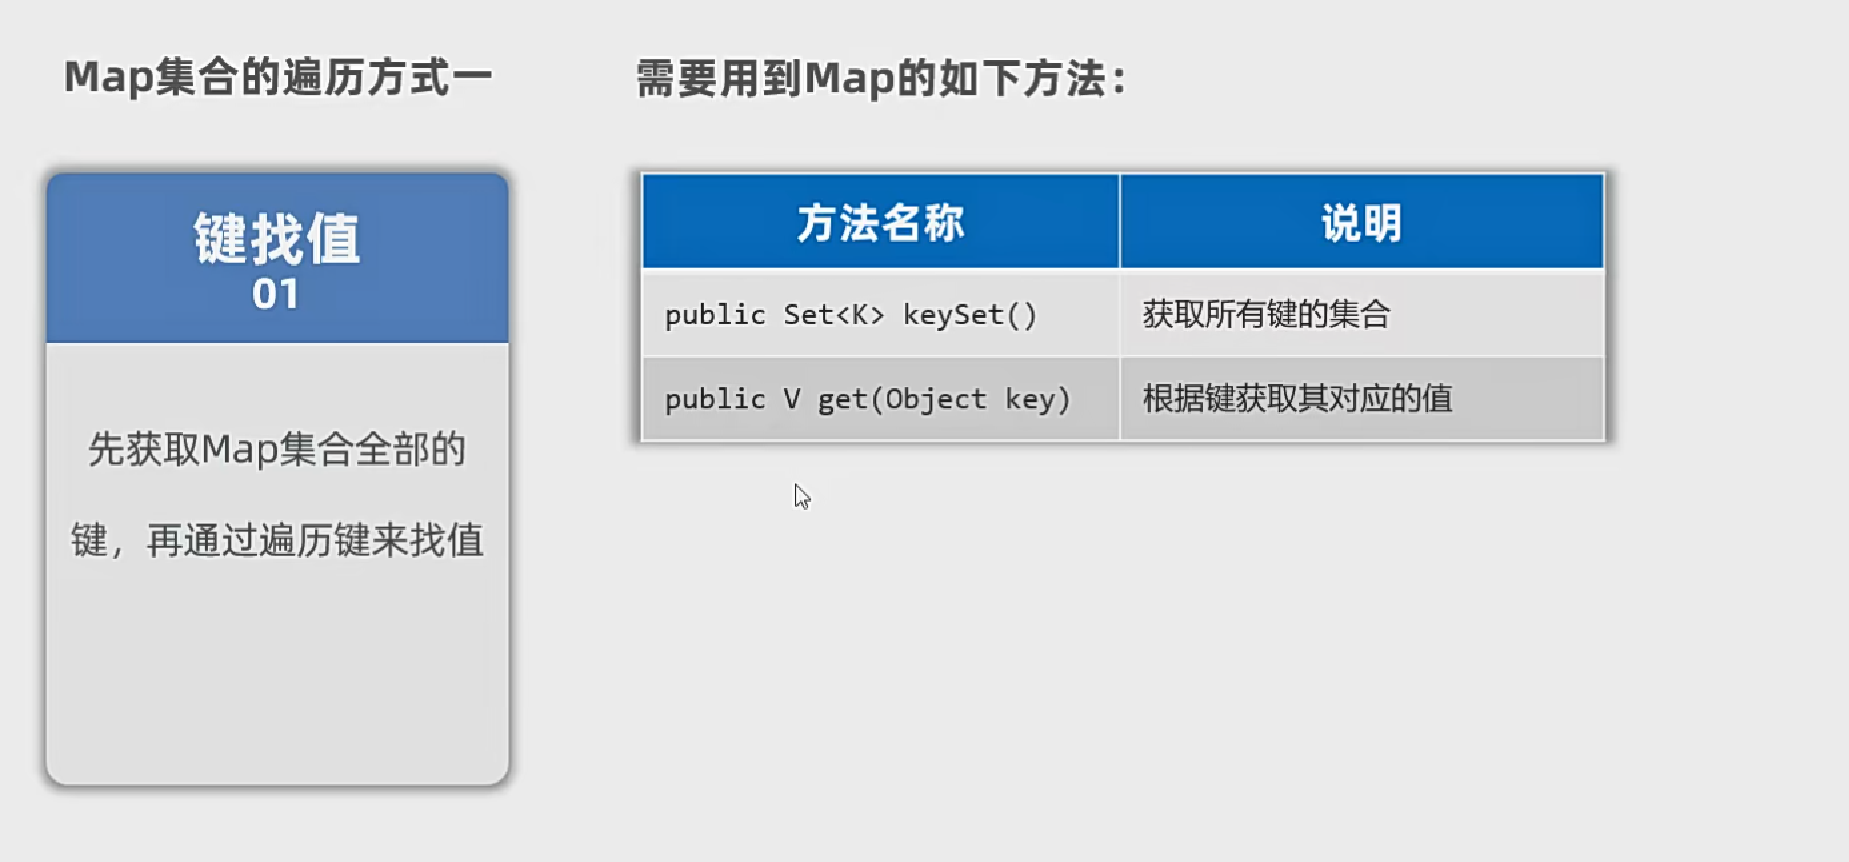 Map集合的遍历方式一
需要用到Map的如下方法：
键找值
01
先获取Map集合全部的
键，再通过遍历键来找值
方法名称 说明
public Set<K> keySet() 获取所有键的集合
public V get(Object key) 根据键获取其对应的值